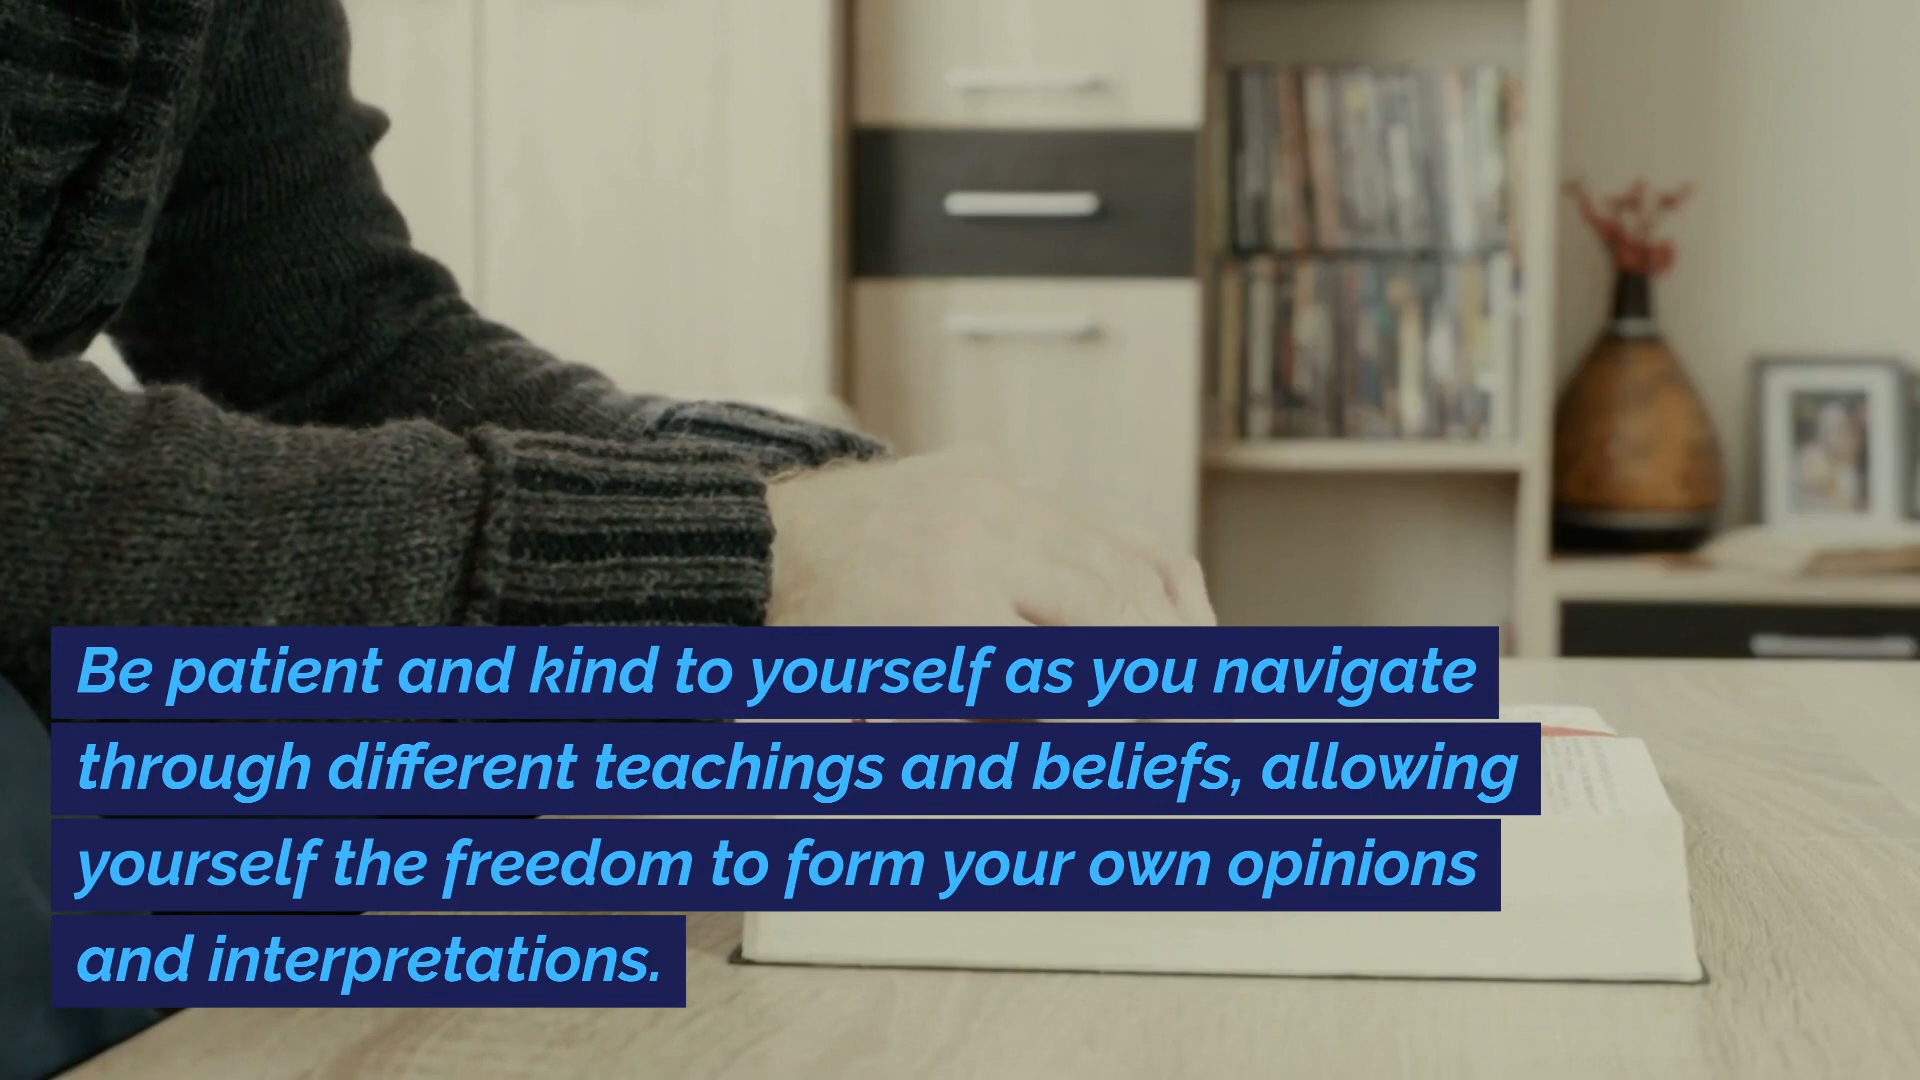 Be patient and kind to yourself as you navigate
through different teachings and beliefs, allowing
yourself the freedom to form your own opinions
and interpretations.